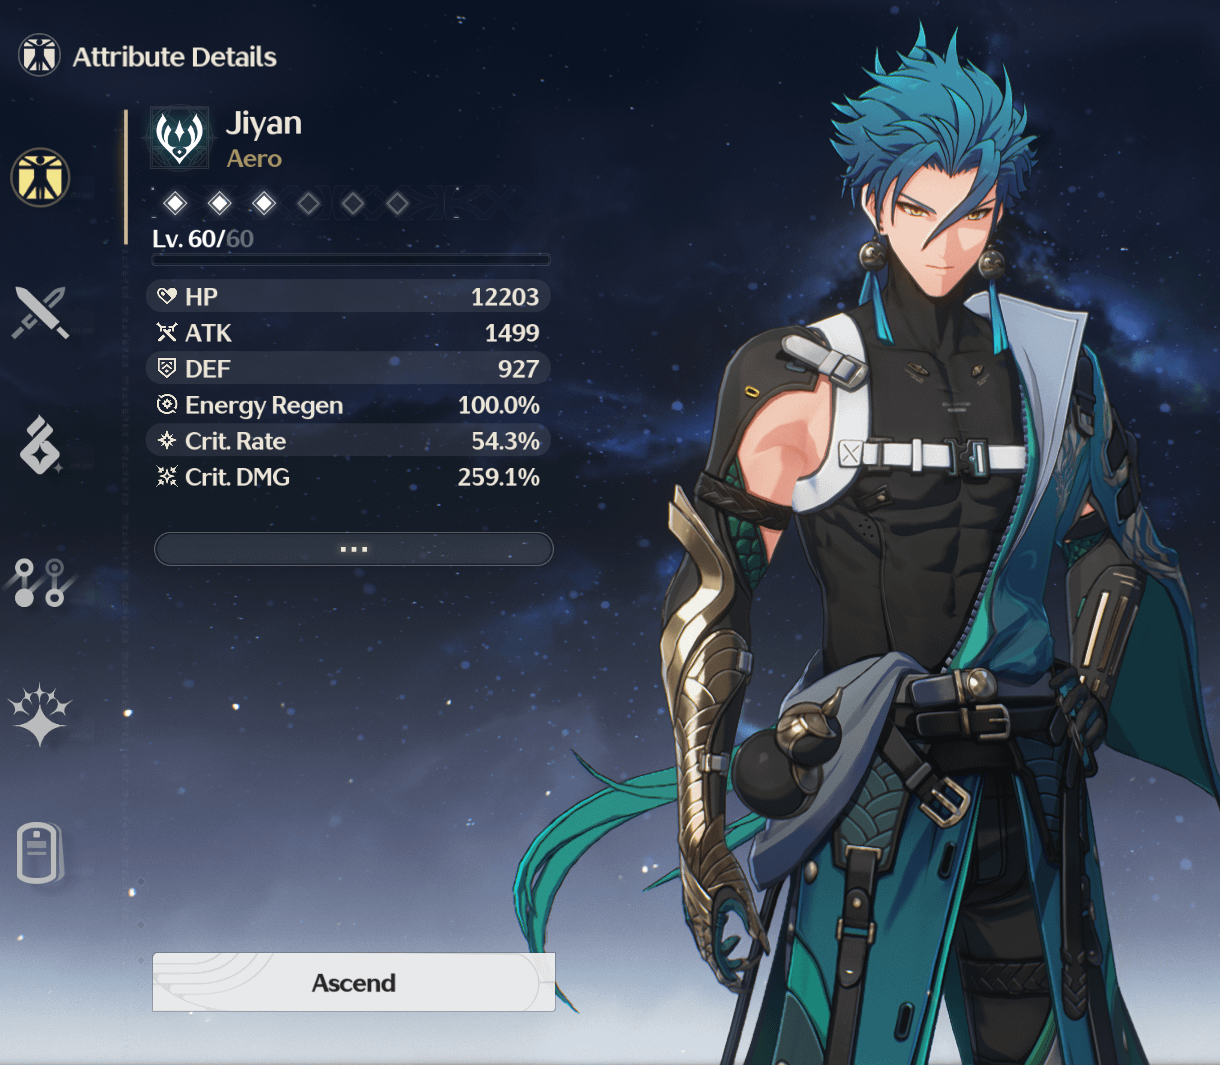 Attribute Details
Jiyan
Aero
Lv. 60/60
HP 12203
ATK 1499
DEF 927
Energy Regen 100.0%
Crit. Rate 54.3%
Crit. DMG 259.1%
...
Ascend